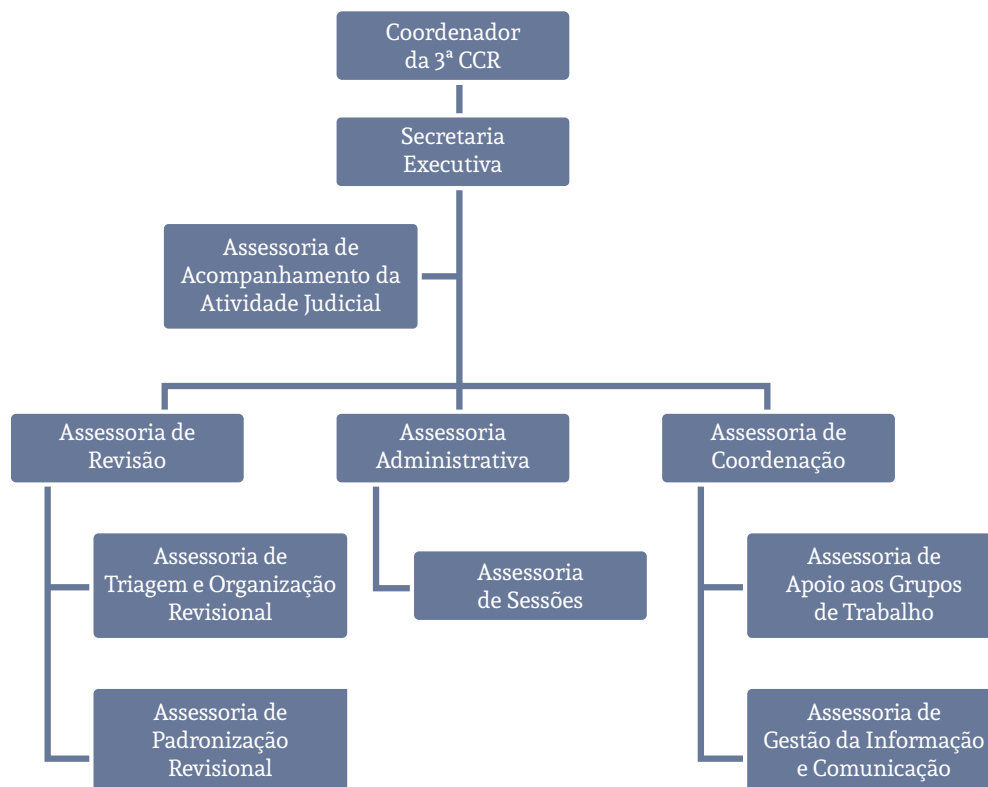 Coordenador
da 3ª CCR
Secretaria
Executiva
Assessoria de
Acompanhamento da
Atividade Judicial
Assessoria de
Revisão
Assessoria
Administrativa
Assessoria de
Coordenação
Assessoria de
Triagem e Organização
Revisional
Assessoria
de Sessões
Assessoria de
Apoio aos Grupos
de Trabalho
Assessoria de
Padronização
Revisional
Assessoria de
Gestão da Informação
e Comunicação